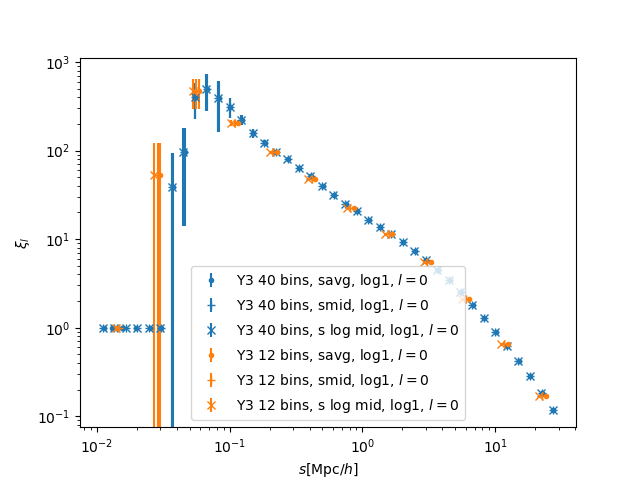 10³
10²
10¹
10⁰
10⁻¹
ξₗ
Y3 40 bins, savg, log1, l = 0
Y3 40 bins, smid, log1, l = 0
Y3 40 bins, s log mid, log1, l = 0
Y3 12 bins, savg, log1, l = 0
Y3 12 bins, smid, log1, l = 0
Y3 12 bins, s log mid, log1, l = 0
10⁻² 10⁻¹ 10⁰ 10¹
s[Mpc/h]